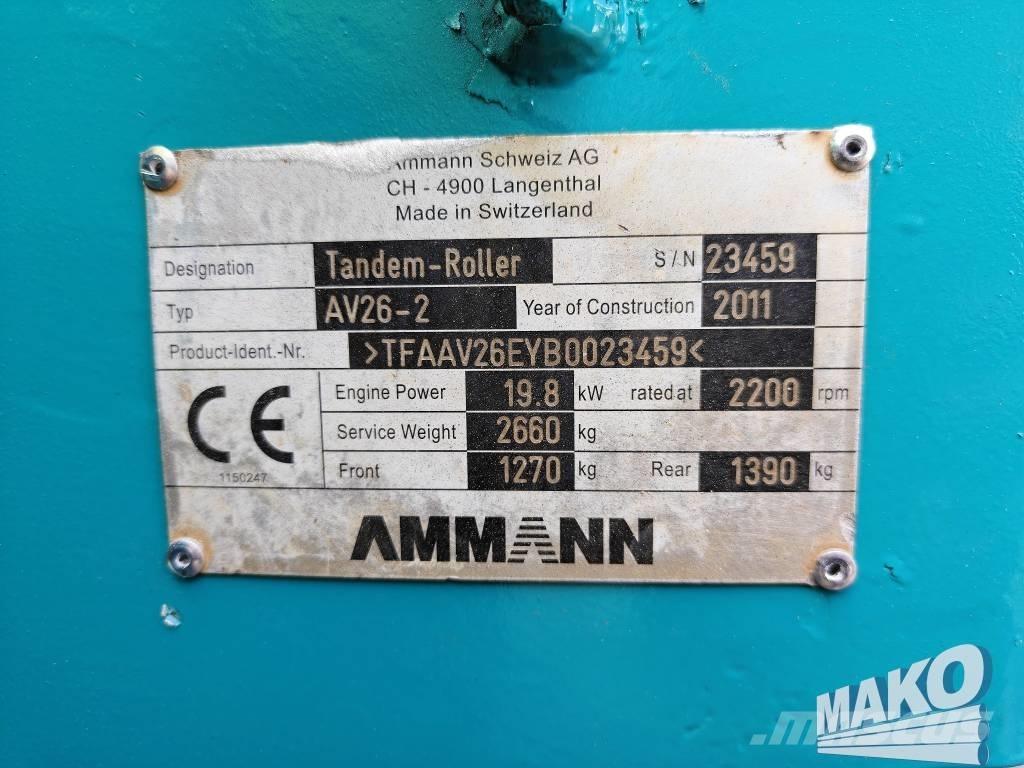 Ammann Schweiz AG
CH - 4900 Langenthal
Made in Switzerland
Designation Tandem-Roller S/N 23459
Typ AV26-2 Year of Construction 2011
Product-Ident.-Nr. >TFAAV26EYB0023459<
CE Engine Power 19.8 kW rated at 2200 rpm
Service Weight 2660 kg
1150247 Front 1270 kg Rear 1390 kg
AMMANN
MAKO
mascus